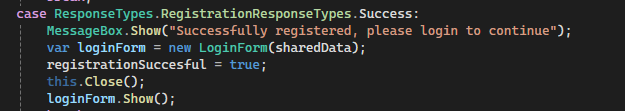 case ResponseTypes.RegistrationResponseTypes.Success:
MessageBox.Show("Successfully registered, please login to continue");
var loginForm = new LoginForm(sharedData);
registrationSuccesful = true;
this.Close();
loginForm.Show();